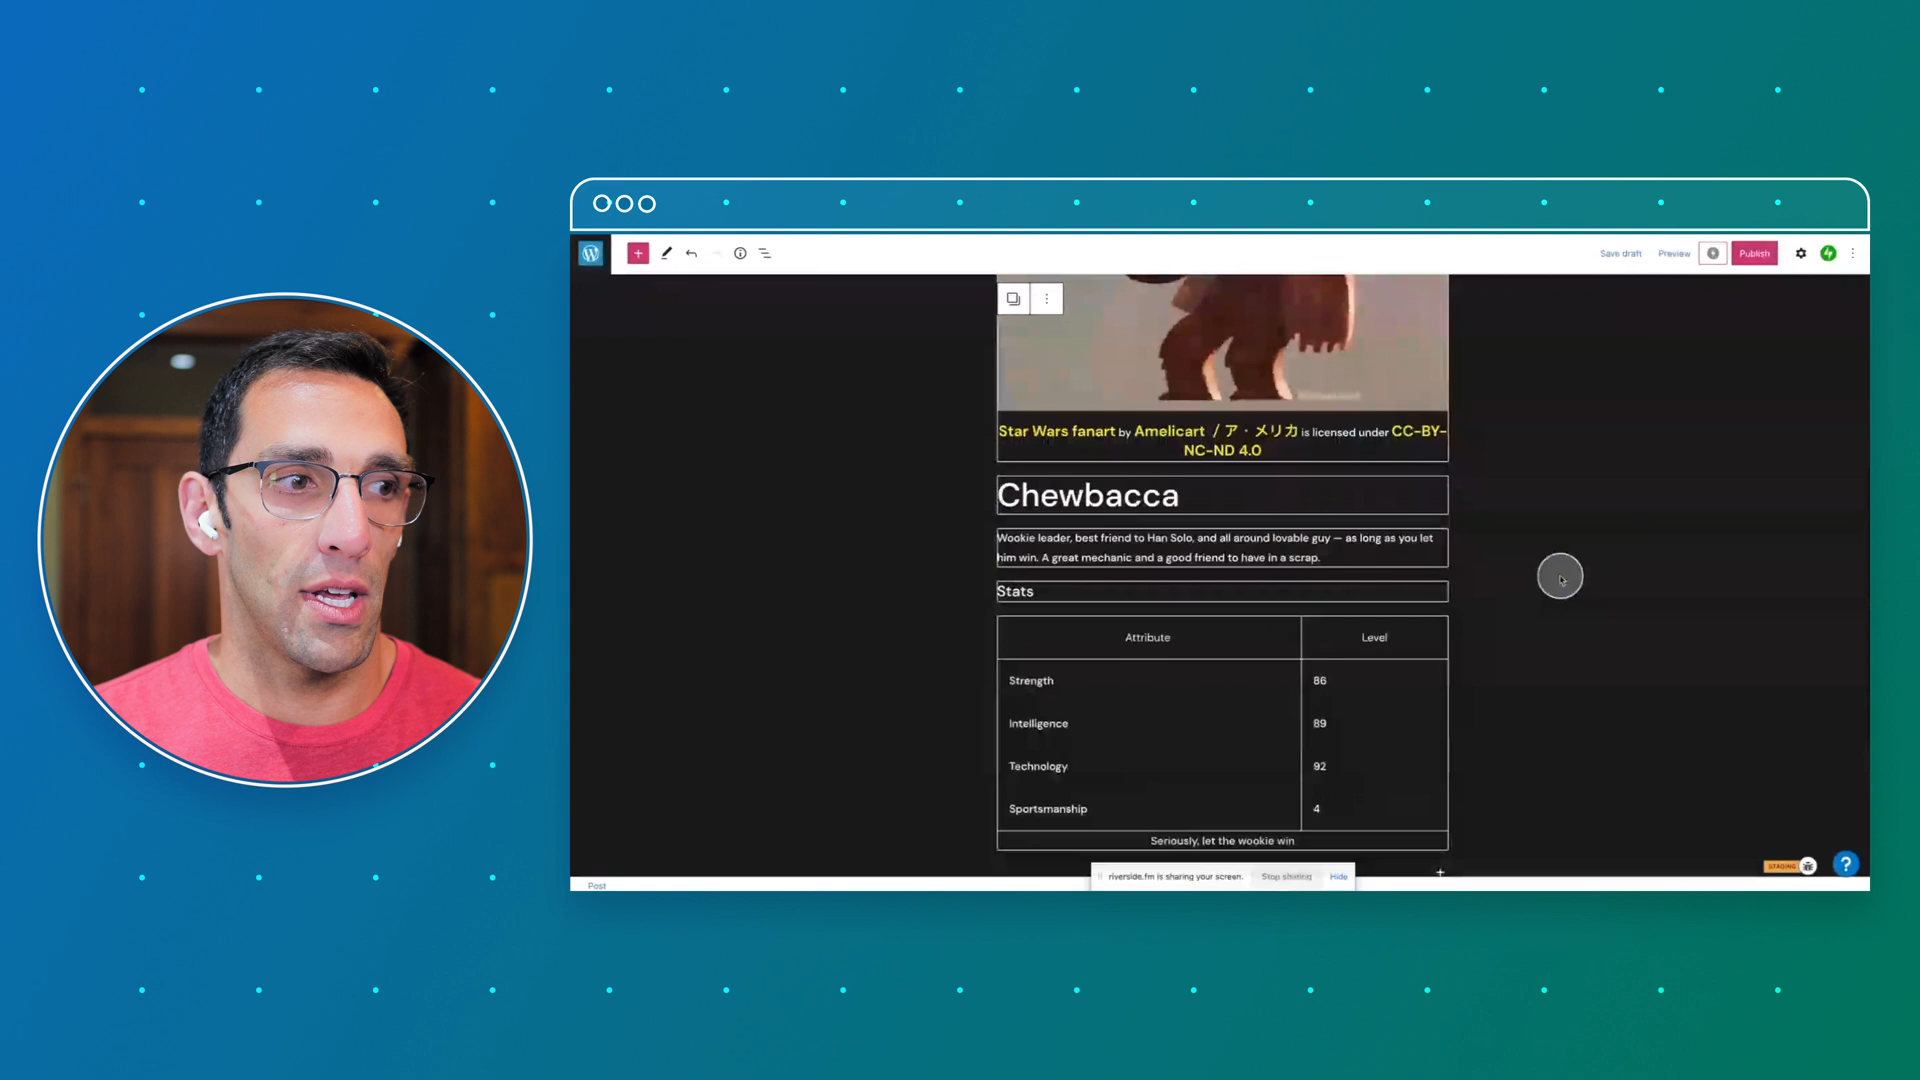 Save draft
Preview
Publish
Star Wars fanart by Amelicart / ア・メリカ is licensed under CC-BY-
NC-ND 4.0
Chewbacca
Wookie leader, best friend to Han Solo, and all around lovable guy — as long as you let
him win. A great mechanic and a good friend to have in a scrap.
Stats
Attribute Level
Strength 86
Intelligence 89
Technology 92
Sportsmanship 4
Seriously, let the wookie win
STAGING
?
riverside.fm is sharing your screen. Stop sharing Hide
Post